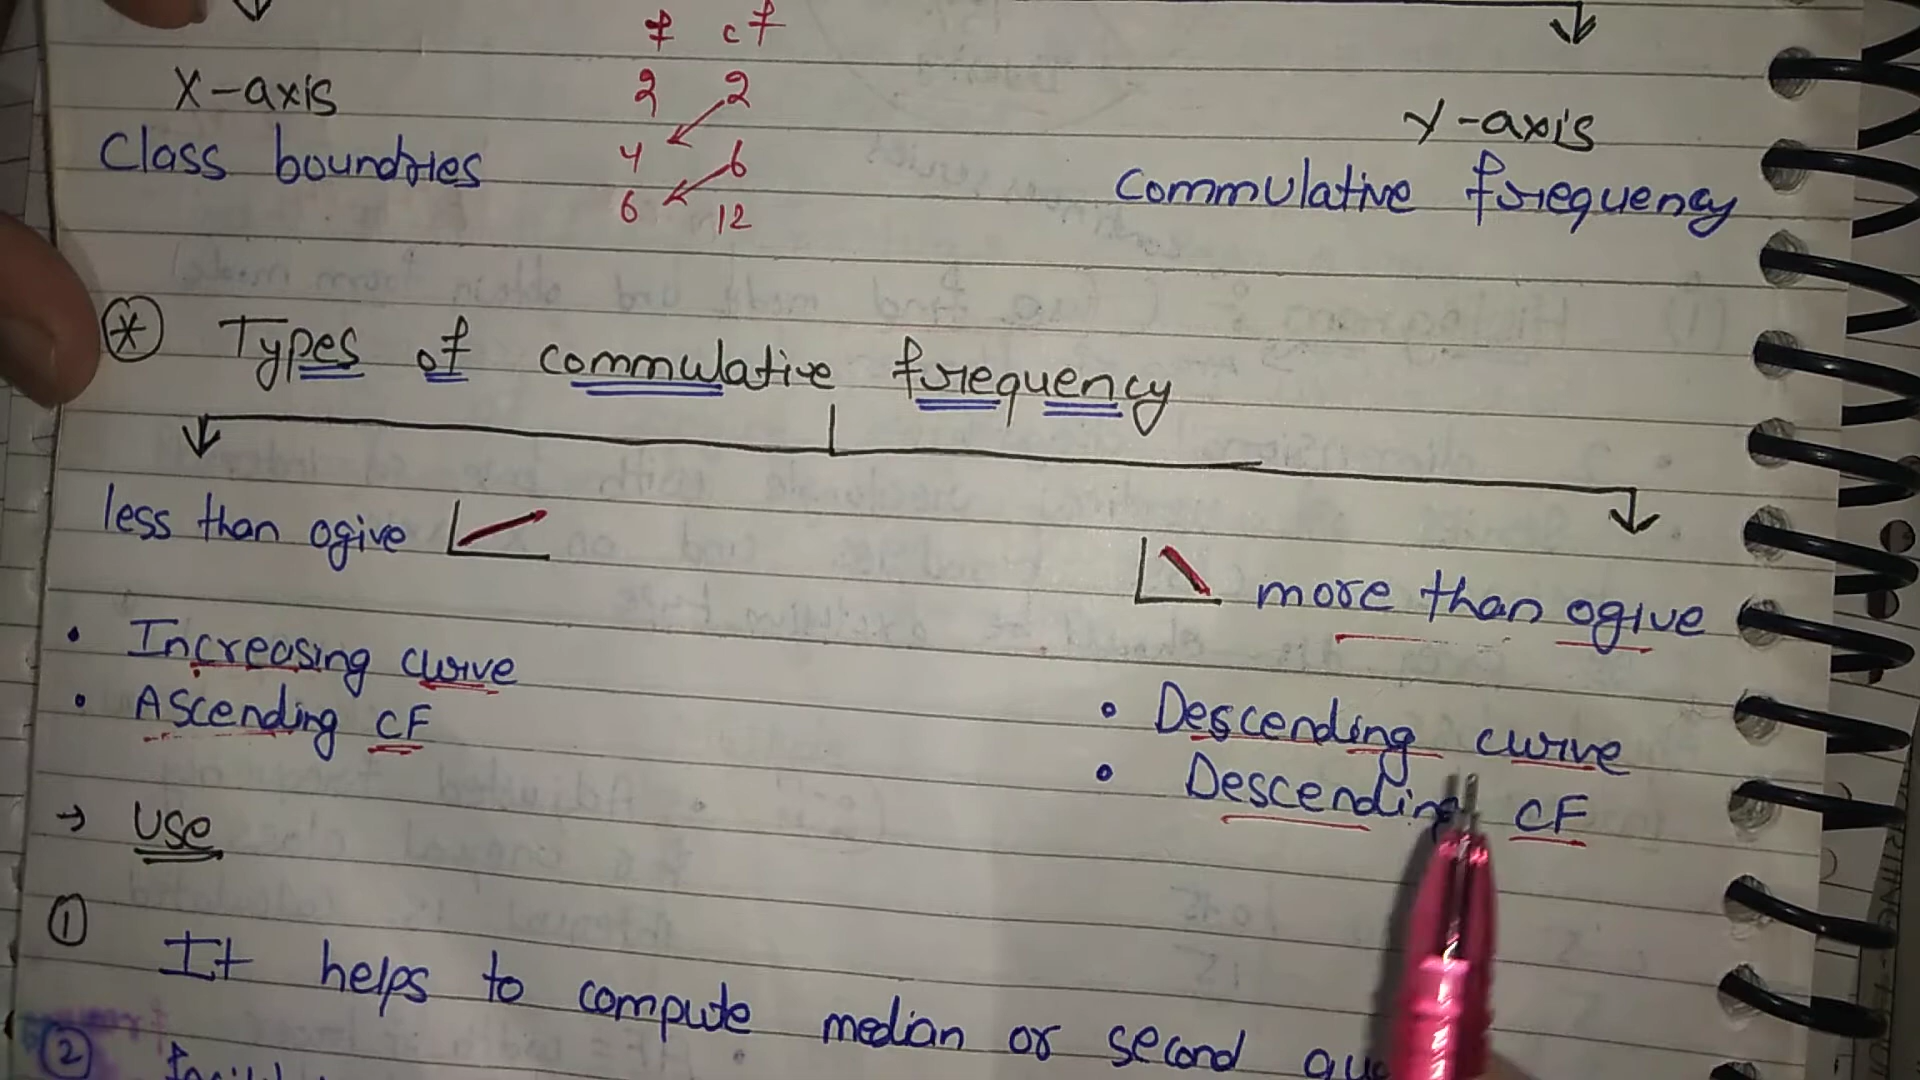 f cf
X-axis 2 2 Y-axis
Class boundries 4 6 Commulative frequency
6 12
* Types of commulative frequency
less than ogive more than ogive
• Increasing curve • Descending curve
• Ascending CF • Descending CF
→ Use
① It helps to compute median or second
②